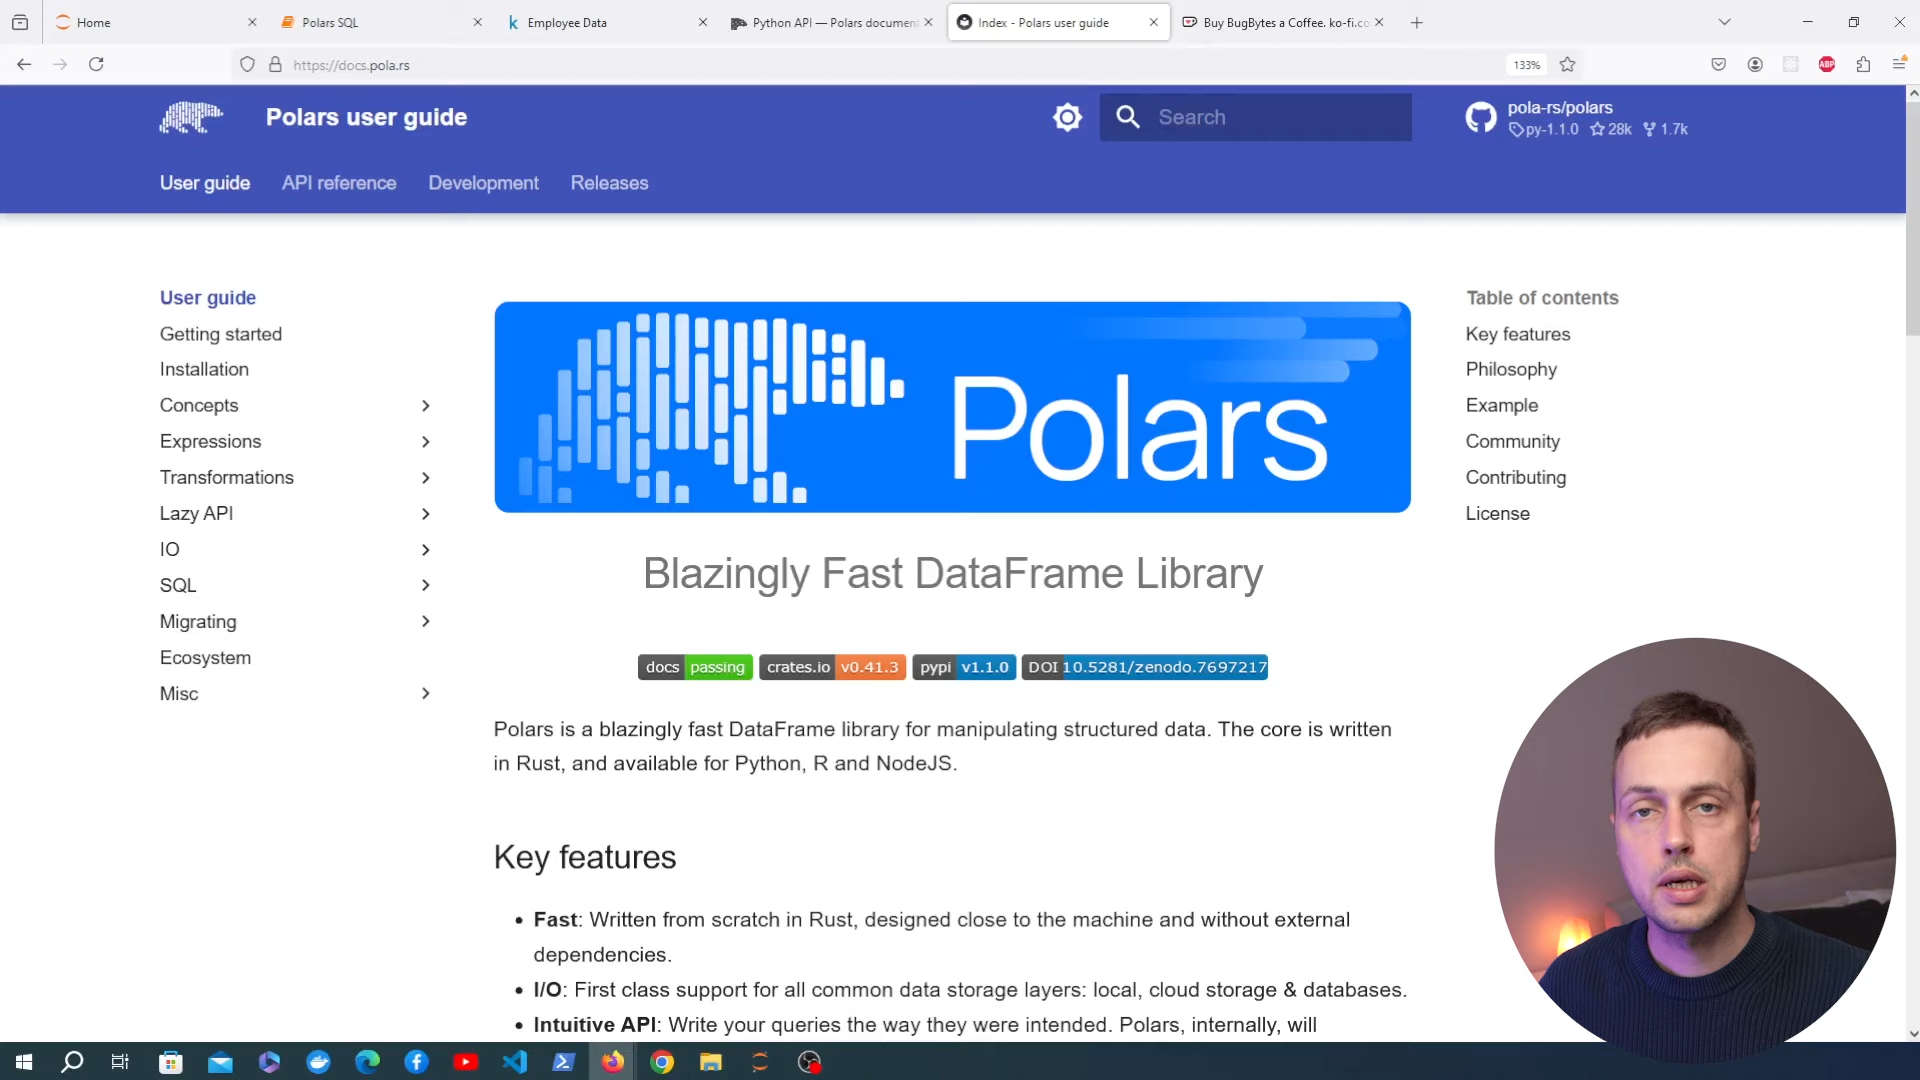 Home
Polars SQL
Employee Data
Python API — Polars document
Index - Polars user guide
Buy BugBytes a Coffee. ko-fi.co
https://docs.pola.rs
133%
ABP
Polars user guide
Search
pola-rs/polars
py-1.1.0 28k 1.7k
User guide API reference Development Releases
User guide
Getting started
Installation
Concepts
Expressions
Transformations
Lazy API
IO
SQL
Migrating
Ecosystem
Misc
Polars
Blazingly Fast DataFrame Library
docs passing crates.io v0.41.3 pypi v1.1.0 DOI 10.5281/zenodo.7697217
Polars is a blazingly fast DataFrame library for manipulating structured data. The core is written
in Rust, and available for Python, R and NodeJS.
Key features
• Fast: Written from scratch in Rust, designed close to the machine and without external
dependencies.
• I/O: First class support for all common data storage layers: local, cloud storage & databases.
• Intuitive API: Write your queries the way they were intended. Polars, internally, will
Table of contents
Key features
Philosophy
Example
Community
Contributing
License